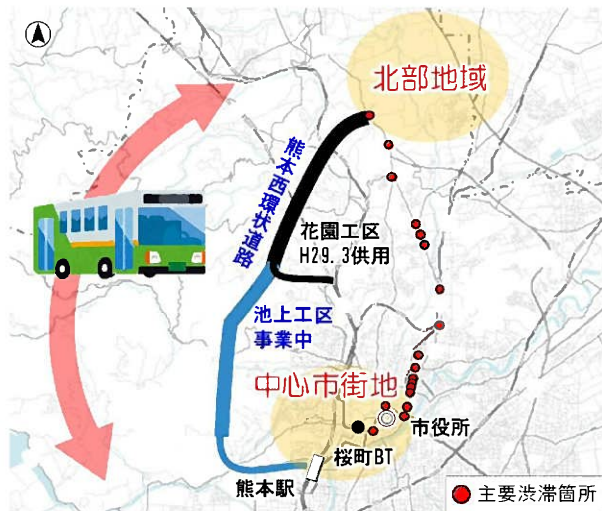 北部地域
熊本西環状道路
花園工区
H29.3供用
池上工区
事業中
中心市街地
市役所
桜町BT
熊本駅
主要渋滞箇所